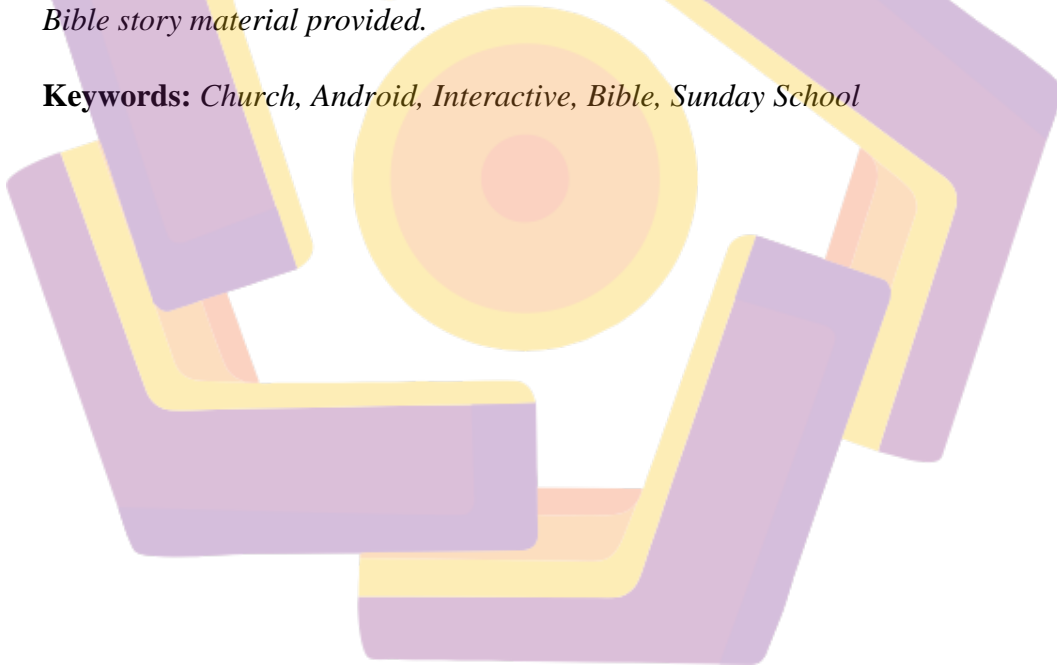 Bible story material provided.
Keywords: Church, Android, Interactive, Bible, Sunday School